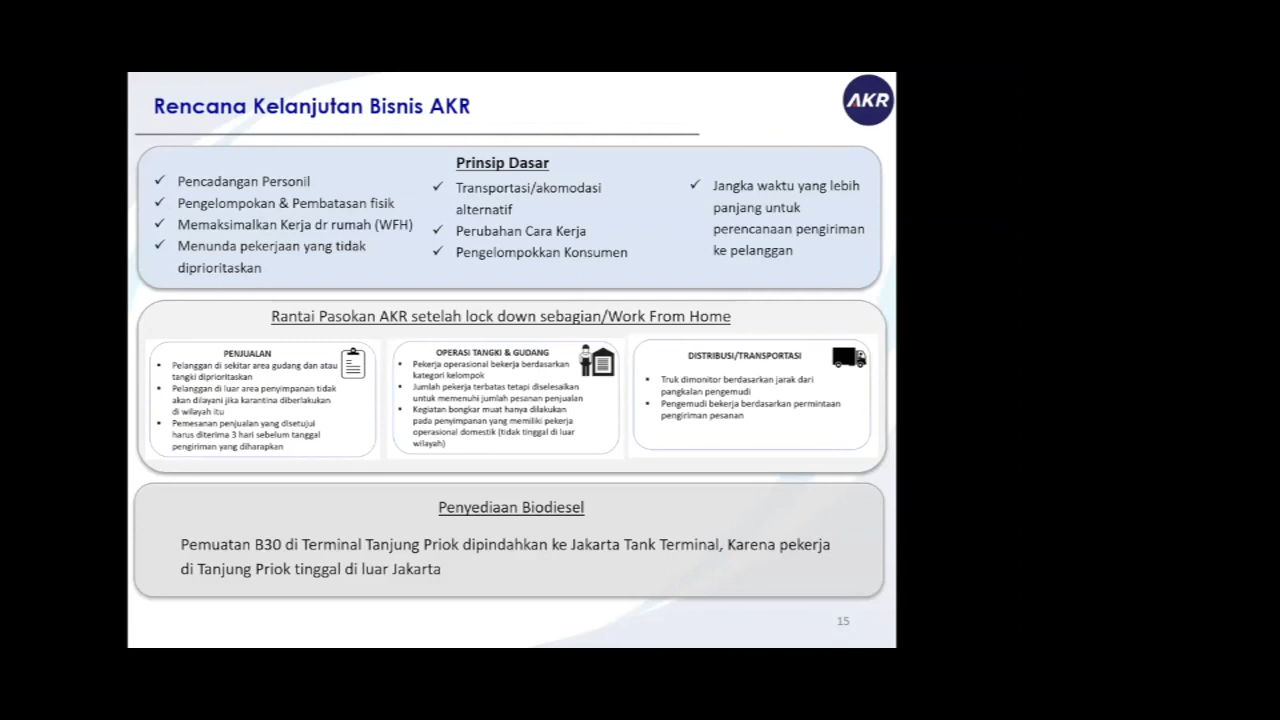 Rencana Kelanjutan Bisnis AKR
AKR
Prinsip Dasar
Pencadangan Personil
Pengelompokan & Pembatasan fisik
Memaksimalkan Kerja dr rumah (WFH)
Menunda pekerjaan yang tidak
diprioritaskan
Transportasi/akomodasi
alternatif
Perubahan Cara Kerja
Pengelompokkan Konsumen
Jangka waktu yang lebih
panjang untuk
perencanaan pengiriman
ke pelanggan
Rantai Pasokan AKR setelah lock down sebagian/Work From Home
PENJUALAN
Pelanggan di sekitar area gudang dan atau
tangki diprioritaskan
Pelanggan di luar area penyimpanan tidak
akan dilayani jika karantina diberlakukan
di wilayah itu
Pemesanan penjualan yang disetujui
harus diterima 3 hari sebelum tanggal
pengiriman yang diharapkan
OPERASI TANGKI & GUDANG
Pekerja operasional bekerja berdasarkan
kategori kelompok
Jumlah pekerja terbatas tetapi diselesaikan
untuk memenuhi jumlah pesanan penjualan
Kegiatan bongkar muat hanya dilakukan
pada penyimpanan yang memiliki pekerja
operasional domestik (tidak tinggal di luar
wilayah)
DISTRIBUSI/TRANSPORTASI
Truk dimonitor berdasarkan jarak dari
pangkalan pengemudi
Pengemudi bekerja berdasarkan permintaan
pengiriman pesanan
Penyediaan Biodiesel
Pemuatan B30 di Terminal Tanjung Priok dipindahkan ke Jakarta Tank Terminal, Karena pekerja
di Tanjung Priok tinggal di luar Jakarta
15